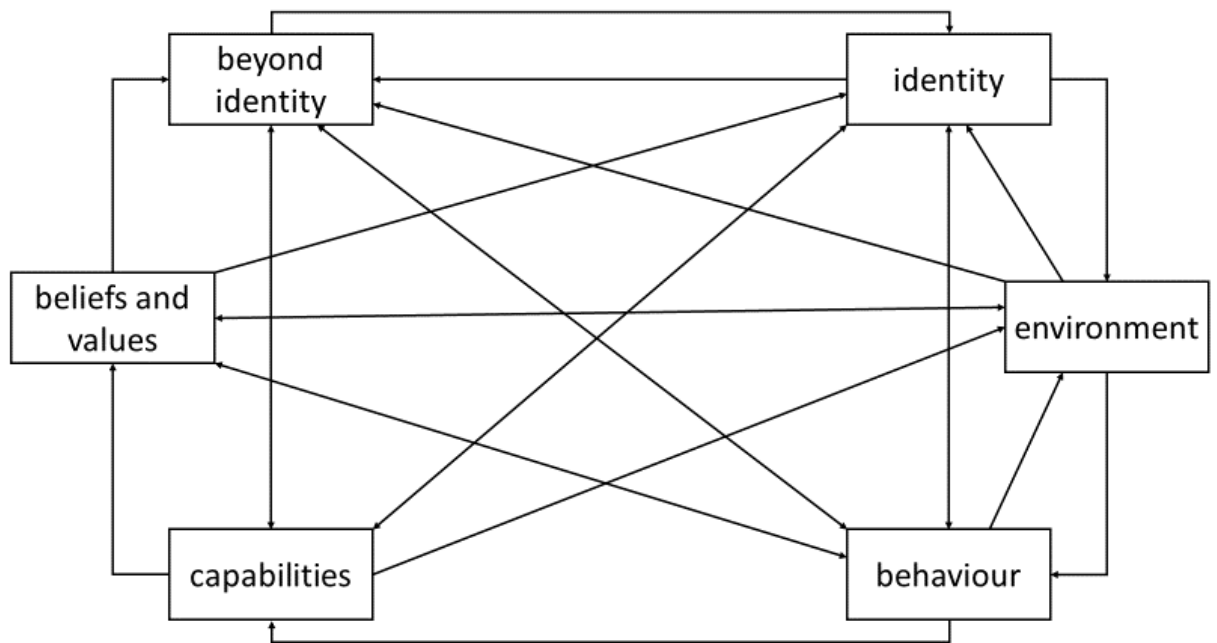 beyond
identity
identity
beliefs and
values
environment
capabilities
behaviour